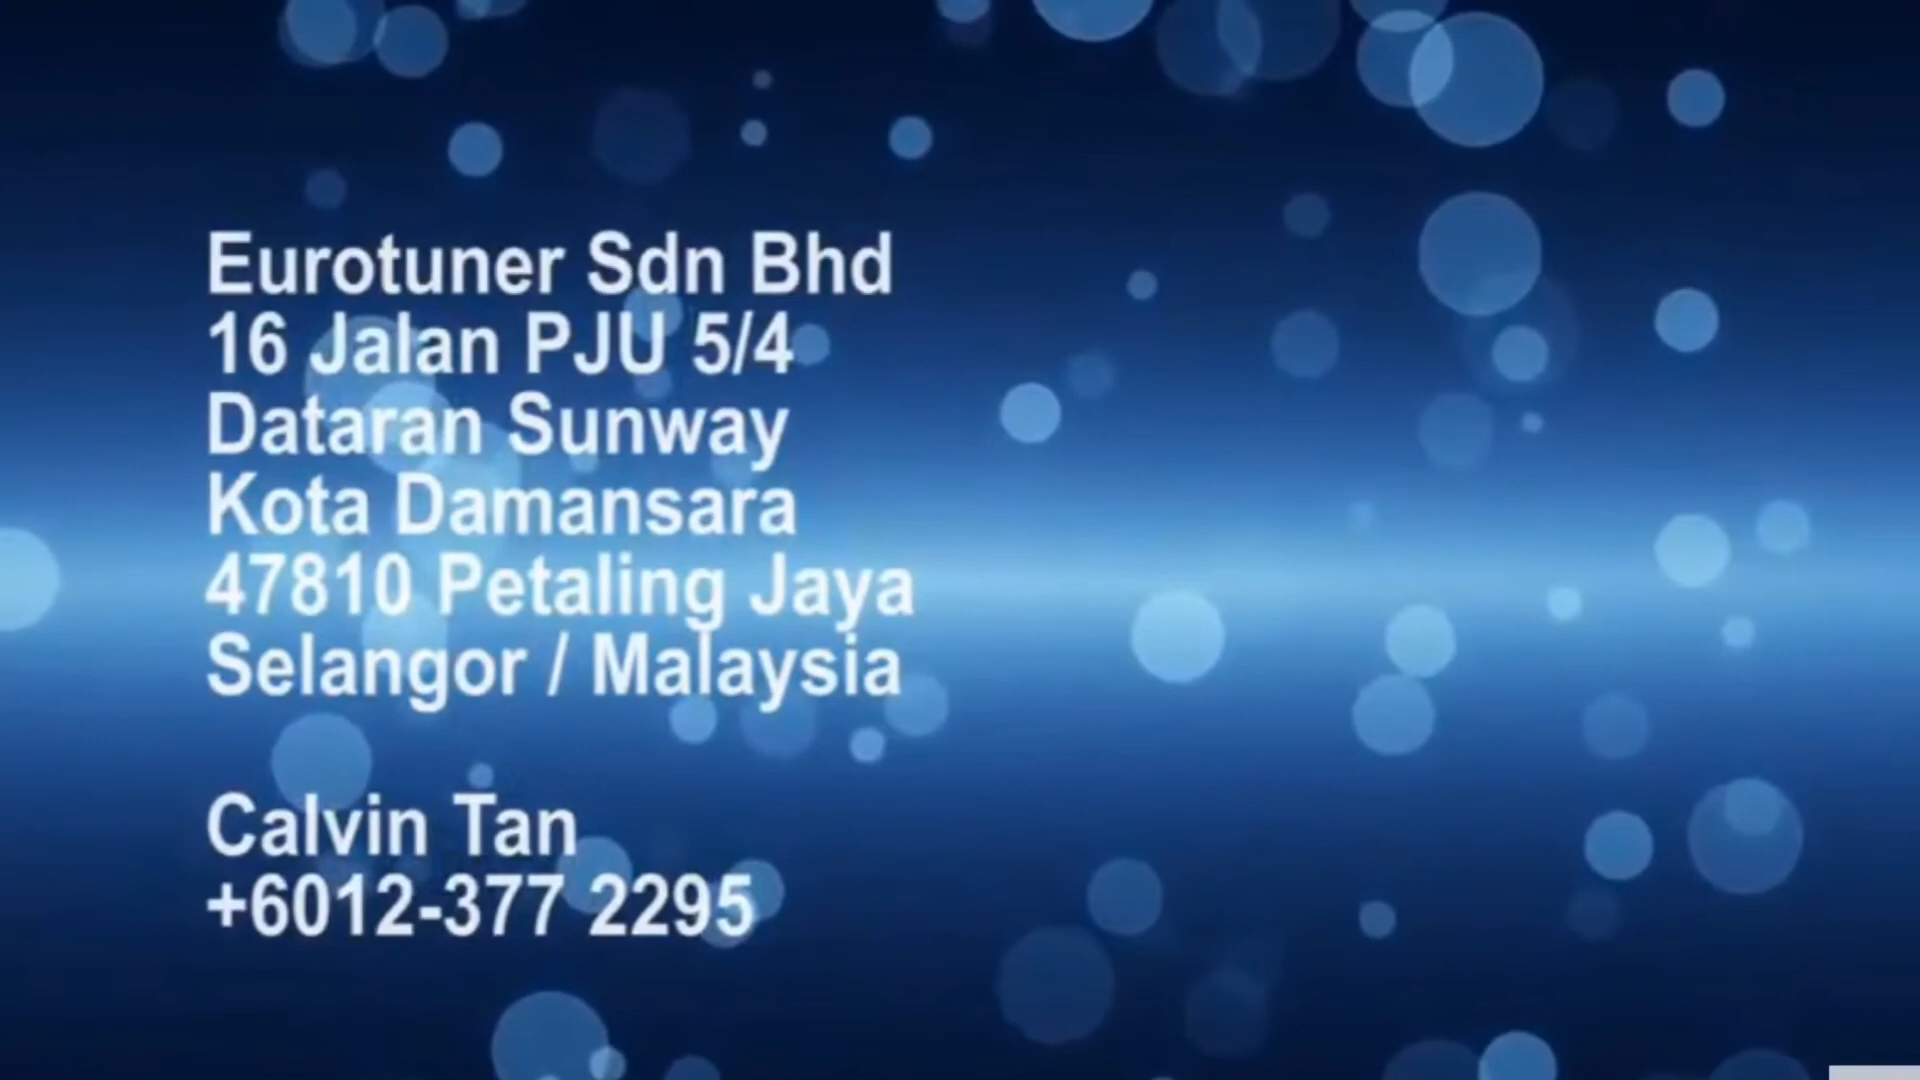 Eurotuner Sdn Bhd
16 Jalan PJU 5/4
Dataran Sunway
Kota Damansara
47810 Petaling Jaya
Selangor / Malaysia
Calvin Tan
+6012-377 2295